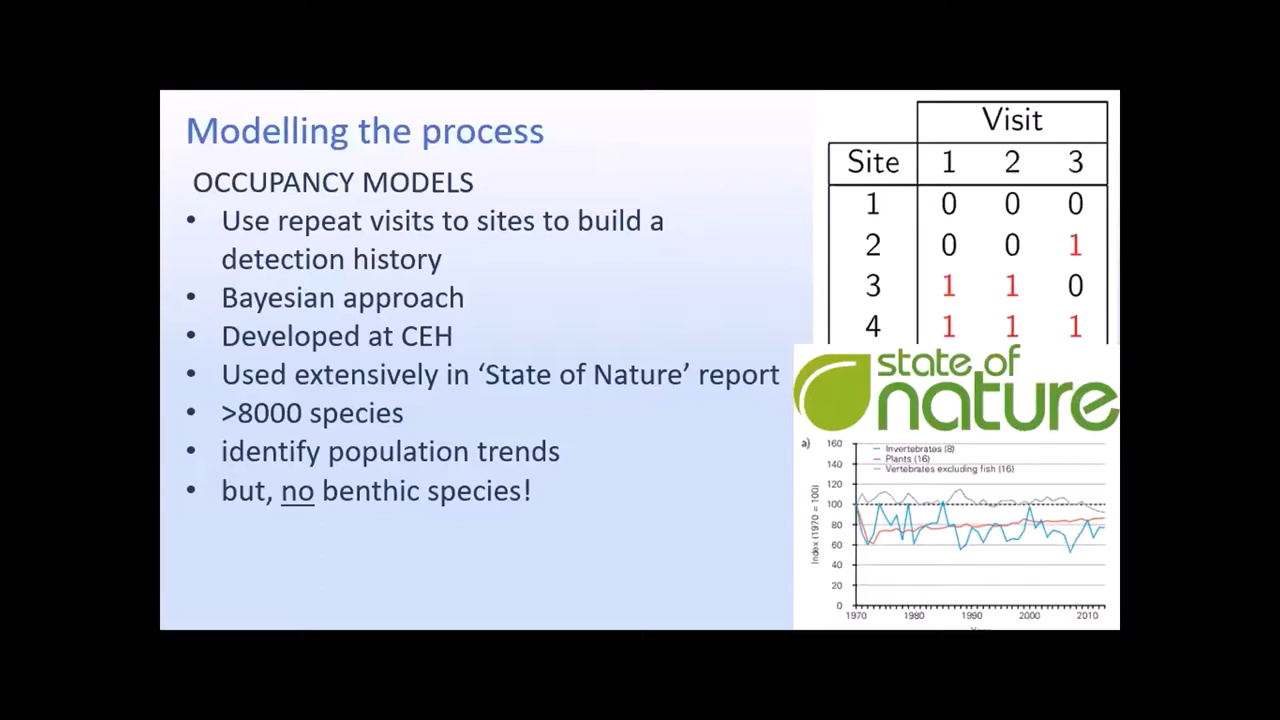 Modelling the process
OCCUPANCY MODELS
• Use repeat visits to sites to build a
detection history
• Bayesian approach
• Developed at CEH
• Used extensively in ‘State of Nature’ report
• >8000 species
• identify population trends
• but, no benthic species!
Visit
Site 1 2 3
1 0 0 0
2 0 0 1
3 1 1 0
4 1 1 1
state of
nature
a)
Invertebrates (8)
Plants (16)
Vertebrates excluding fish (16)
Index (1970 = 100)
160
140
120
100
80
60
40
20
0
1970 1980 1990 2000 2010